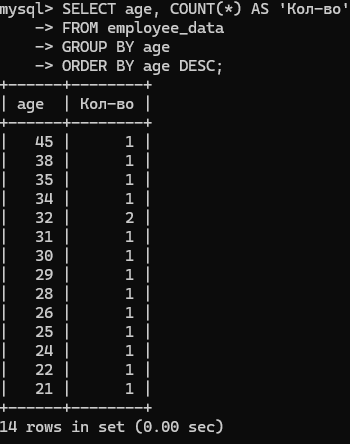 mysql> SELECT age, COUNT(*) AS 'Кол-во'
    -> FROM employee_data
    -> GROUP BY age
    -> ORDER BY age DESC;
+------+--------+
| age  | Кол-во |
+------+--------+
|   45 |      1 |
|   38 |      1 |
|   35 |      1 |
|   34 |      1 |
|   32 |      2 |
|   31 |      1 |
|   30 |      1 |
|   29 |      1 |
|   28 |      1 |
|   26 |      1 |
|   25 |      1 |
|   24 |      1 |
|   22 |      1 |
|   21 |      1 |
+------+--------+
14 rows in set (0.00 sec)